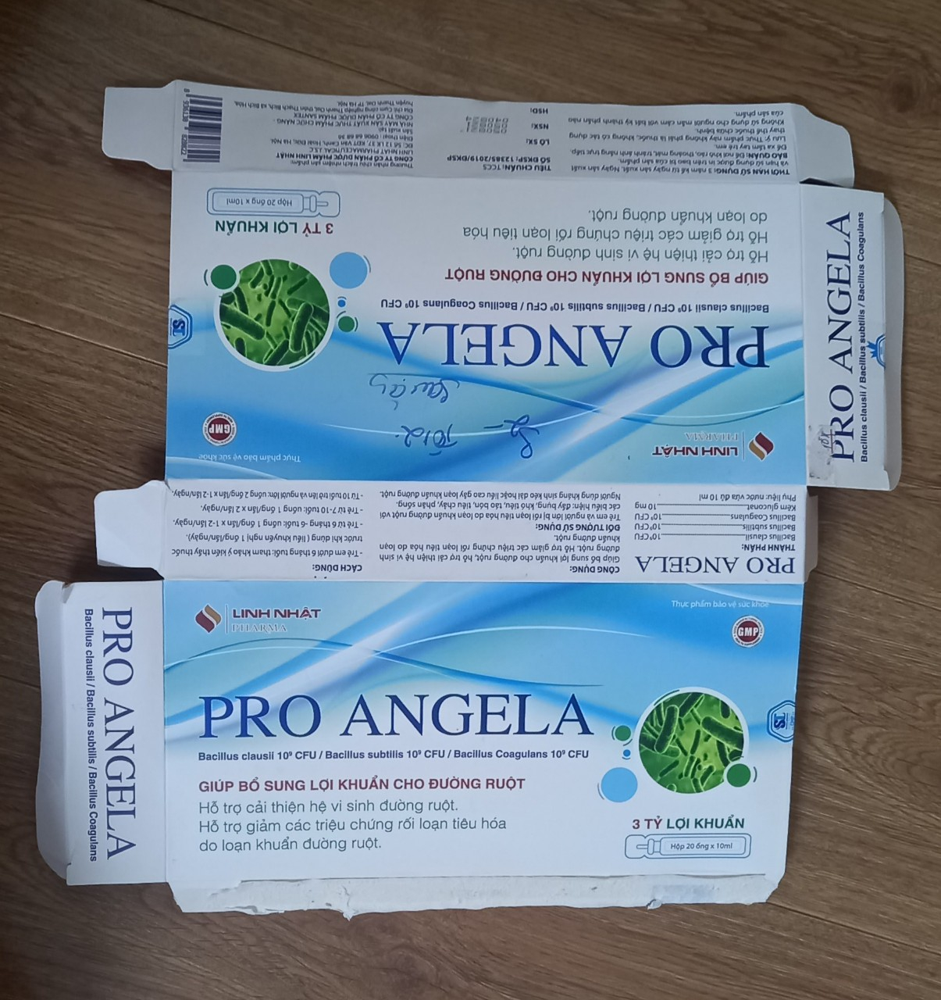 LINH NHẬT
PHARMA
Thực phẩm bảo vệ sức khỏe
GMP
PRO ANGELA
Bacillus clausii 10⁹ CFU / Bacillus subtilis 10⁹ CFU / Bacillus Coagulans 10⁹ CFU
GIÚP BỔ SUNG LỢI KHUẨN CHO ĐƯỜNG RUỘT
Hỗ trợ cải thiện hệ vi sinh đường ruột.
Hỗ trợ giảm các triệu chứng rối loạn tiêu hóa
do loạn khuẩn đường ruột.
3 TỶ LỢI KHUẨN
Hộp 20 ống x 10ml
PRO ANGELA
Bacillus clausii / Bacillus subtilis / Bacillus Coagulans
PRO ANGELA
THÀNH PHẦN:
Bacillus clausii 10⁹ CFU
Bacillus subtilis 10⁹ CFU
Bacillus Coagulans 10⁹ CFU
Kẽm gluconat 10 mg
Phụ liệu: nước vừa đủ 10 ml
CÔNG DỤNG:
Giúp bổ sung lợi khuẩn cho đường ruột, hỗ trợ cải thiện hệ vi sinh
đường ruột. Hỗ trợ giảm các triệu chứng rối loạn tiêu hóa do loạn
khuẩn đường ruột.
ĐỐI TƯỢNG SỬ DỤNG:
Trẻ em và người lớn bị rối loạn tiêu hóa do loạn khuẩn đường ruột với
các biểu hiện: đầy bụng, khó tiêu, táo bón, tiêu chảy, phân sống.
Người dùng kháng sinh kéo dài hoặc liều cao gây loạn khuẩn đường ruột.
CÁCH DÙNG:
- Trẻ em dưới 6 tháng tuổi: tham khảo ý kiến thầy thuốc
trước khi dùng (liều khuyên nghị 1 ống/lần/ngày).
- Trẻ từ 6 tháng -6 tuổi: uống 1 ống/lần x 1-2 lần/ngày.
- Trẻ từ 7-10 tuổi: uống 1 ống/lần x 2 lần/ngày.
- Từ 10 tuổi trở lên và người lớn: uống 2 ống/lần x 1-2 lần/ngày.
LINH NHẬT
PHARMA
Thực phẩm bảo vệ sức khỏe
GMP
PRO ANGELA
Bacillus clausii 10⁹ CFU / Bacillus subtilis 10⁹ CFU / Bacillus Coagulans 10⁹ CFU
GIÚP BỔ SUNG LỢI KHUẨN CHO ĐƯỜNG RUỘT
Hỗ trợ cải thiện hệ vi sinh đường ruột.
Hỗ trợ giảm các triệu chứng rối loạn tiêu hóa
do loạn khuẩn đường ruột.
3 TỶ LỢI KHUẨN
Hộp 20 ống x 10ml
PRO ANGELA
Bacillus clausii / Bacillus subtilis / Bacillus Coagulans
THỜI HẠN SỬ DỤNG: 3 năm kể từ ngày sản xuất. Ngày sản xuất
và hạn sử dụng được in trên bao bì của sản phẩm.
BẢO QUẢN: Để nơi khô ráo, thoáng mát, tránh ánh nắng trực tiếp.
Để xa tầm tay trẻ em.
Lưu ý: Thực phẩm này không phải là thuốc, không có tác dụng
thay thế thuốc chữa bệnh.
Không sử dụng cho người mẫn cảm với bất kỳ thành phần nào
của sản phẩm.
TIÊU CHUẨN: TCCS
SỐ ĐKSP: 12385/2019/ĐKSP
LÔ SX:
NSX:
HSD:
Thương nhân chịu trách nhiệm sản phẩm:
CÔNG TY CỔ PHẦN DƯỢC PHẨM LINH NHẬT
LINH NHAT PHARMACEUTICAL J.S.C
ĐC: Số 12 LK 37, KĐT Vân Canh, Hoài Đức, Hà Nội.
Điện thoại: 0906 68 68 30
Sản xuất tại:
NHÀ MÁY SẢN XUẤT THỰC PHẨM CHỨC NĂNG -
CÔNG TY CỔ PHẦN DƯỢC PHẨM SANTEX
Địa chỉ: Cụm công nghiệp Thanh Oai, thôn Thạch Bích, xã Bích Hòa,
huyện Thanh Oai, TP Hà Nội.